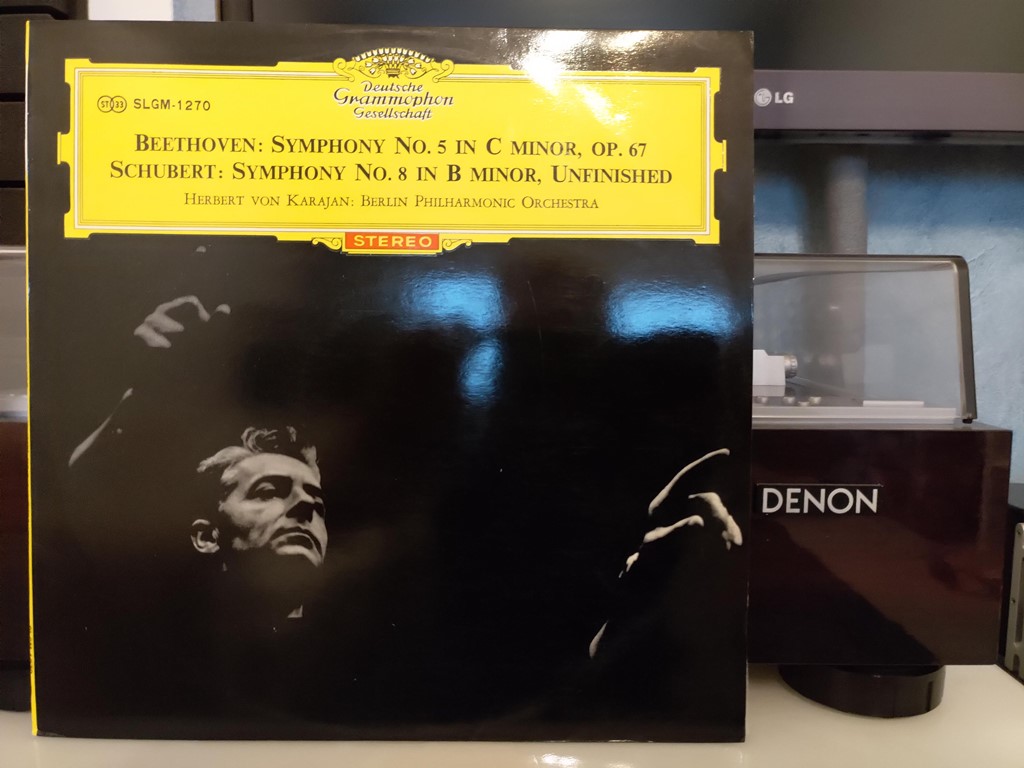 Deutsche
Grammophon
Gesellschaft
ST 33 SLGM-1270
BEETHOVEN: SYMPHONY NO. 5 IN C MINOR, OP. 67
SCHUBERT: SYMPHONY NO. 8 IN B MINOR, UNFINISHED
HERBERT VON KARAJAN: BERLIN PHILHARMONIC ORCHESTRA
STEREO
LG
DENON